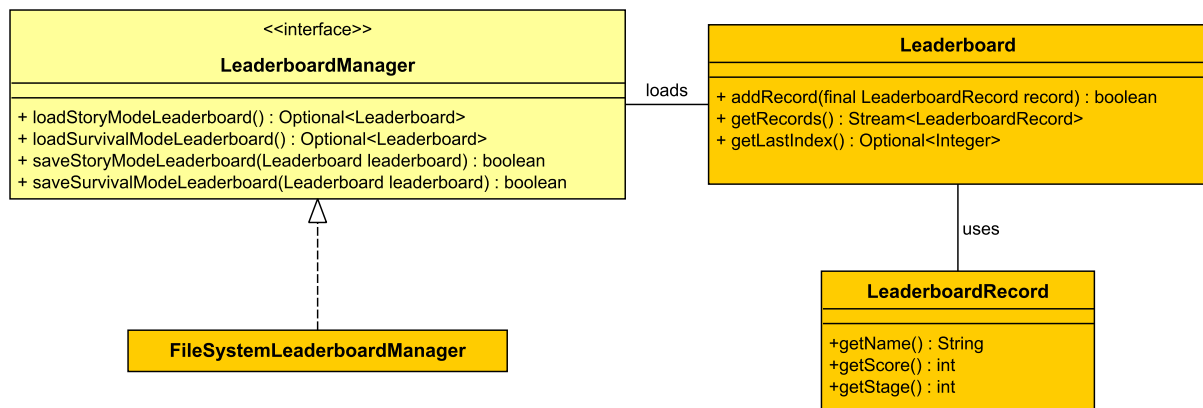 <<interface>>
LeaderboardManager
+ loadStoryModeLeaderboard() : Optional<Leaderboard>
+ loadSurvivalModeLeaderboard() : Optional<Leaderboard>
+ saveStoryModeLeaderboard(Leaderboard leaderboard) : boolean
+ saveSurvivalModeLeaderboard(Leaderboard leaderboard) : boolean
loads
Leaderboard
+ addRecord(final LeaderboardRecord record) : boolean
+ getRecords() : Stream<LeaderboardRecord>
+ getLastIndex() : Optional<Integer>
uses
FileSystemLeaderboardManager
LeaderboardRecord
+getName() : String
+getScore() : int
+getStage() : int